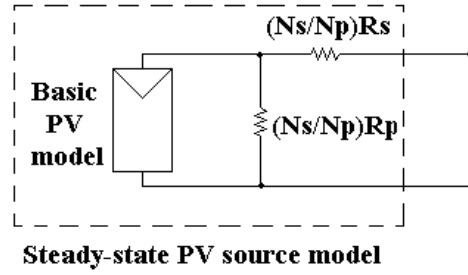 (Ns/Np)Rs
Basic
PV
model
(Ns/Np)Rp
Steady-state PV source model